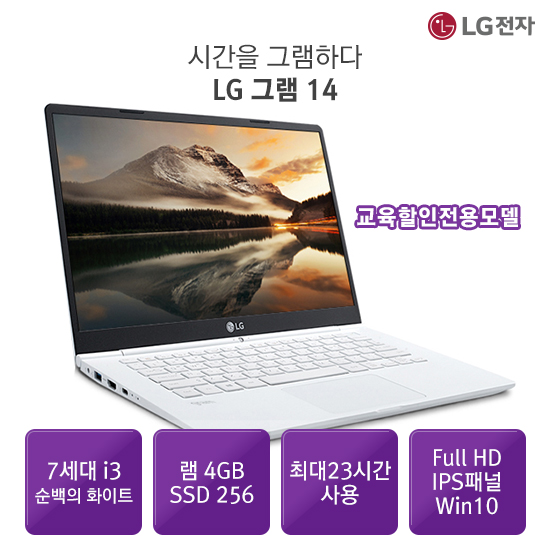 LG전자
시간을 그램하다
LG 그램 14
교육할인전용모델
LG
7세대 i3
순백의 화이트
램 4GB
SSD 256
최대23시간
사용
Full HD
IPS패널
Win10